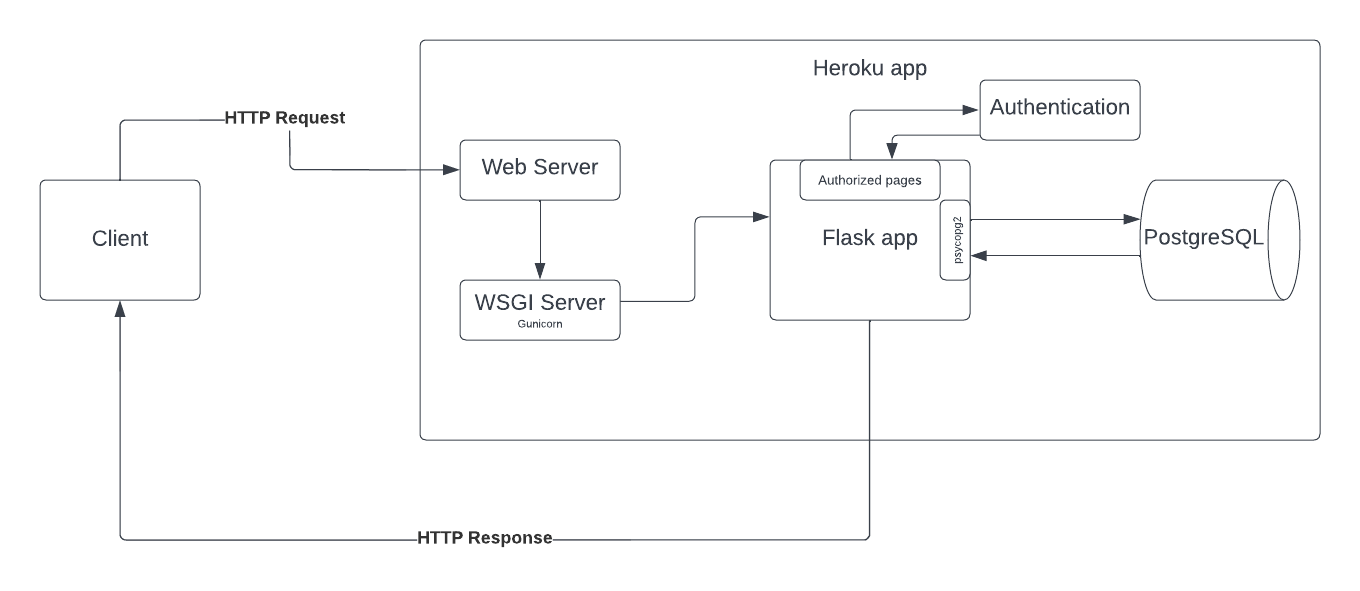 Heroku app
HTTP Request
Authentication
Web Server
Authorized pages
Client
Flask app
psycopg2
PostgreSQL
WSGI Server
Gunicorn
HTTP Response